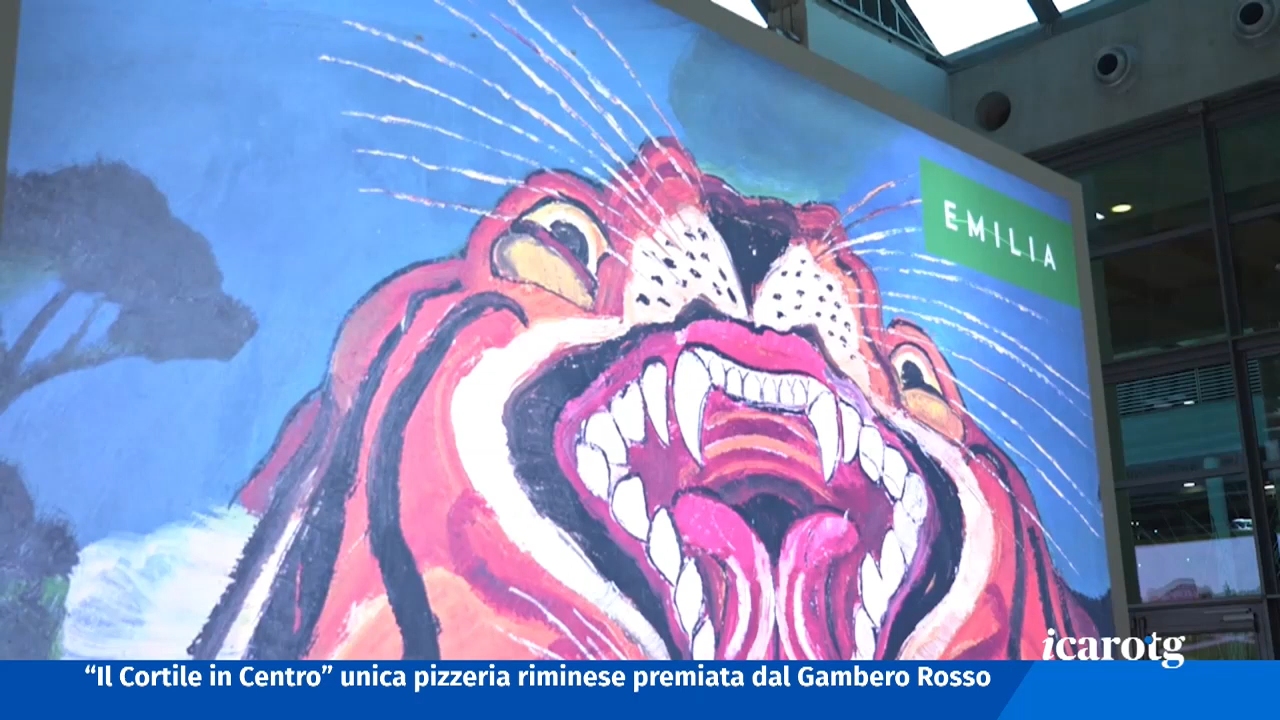 EMILIA
icarotg
“Il Cortile in Centro” unica pizzeria riminese premiata dal Gambero Rosso